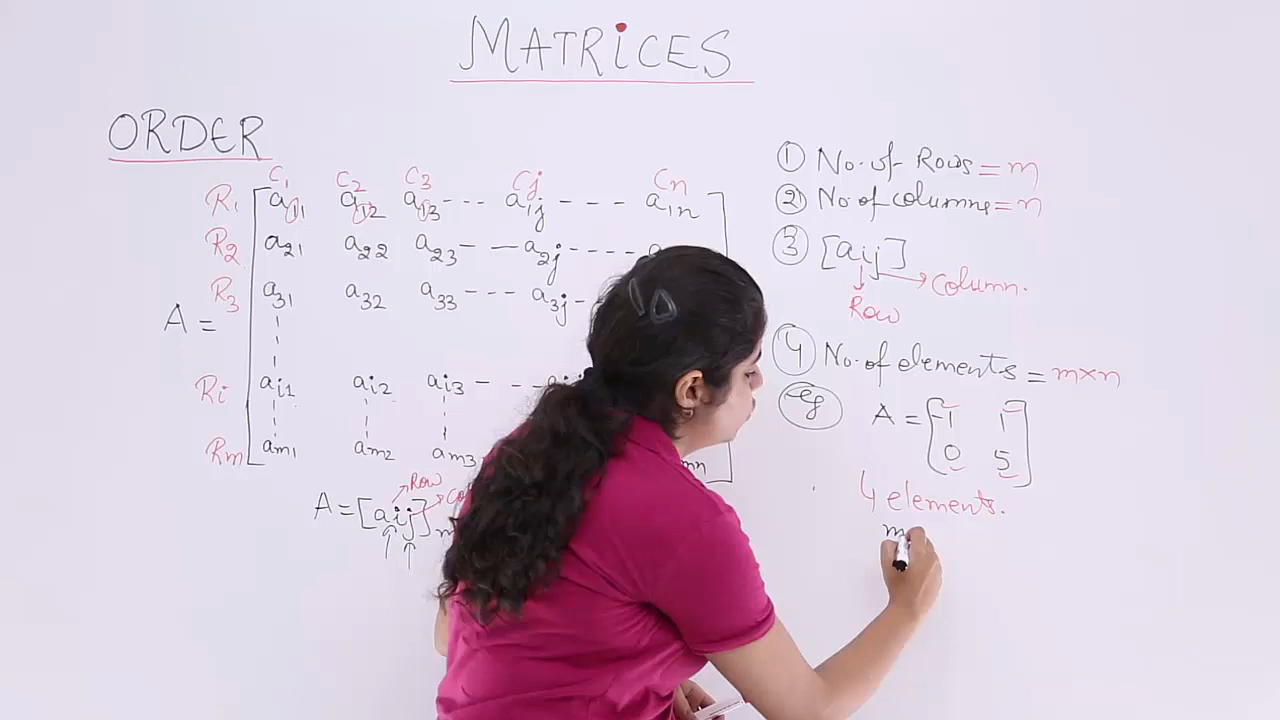 MATRICES
ORDER
C1 C2 C3 Cj Cn
R1 a11 a12 a13 --- a1j ---- a1n
R2 a21 a22 a23 - — a2j ----
R3 a31 a32 a33 --- a3j -
A =
Ri ai1 ai2 ai3 - --
Rm am1 am2 am3
Row
A = [aij]
① No. of Rows = m
② No of columns = n
③ [aij]
Column.
Row
④ No. of elements = m×n
eg
A = [-1 1
0 5]
4 elements.
m